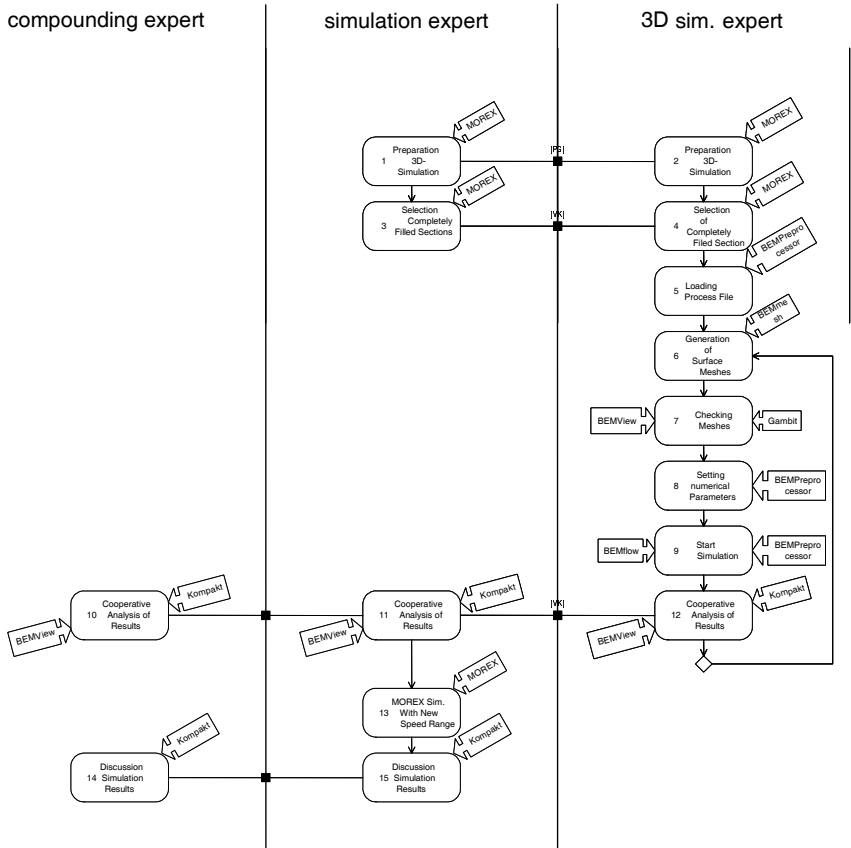 compounding expert
simulation expert
3D sim. expert
MOREX
MOREX
1
Preparation
3D-
Simulation
|PS|
2
Preparation
3D-
Simulation
MOREX
MOREX
3
Selection
Completely
Filled Sections
|VK|
4
Selection
of
Completely
Filled Section
BEMPrepro
cessor
5
Loading
Process File
BEMme
sh
6
Generation
of
Surface
Meshes
BEMView
7
Checking
Meshes
Gambit
8
Setting
numerical
Parameters
BEMPrepro
cessor
BEMflow
9
Start
Simulation
BEMPrepro
cessor
Kompakt
Kompakt
Kompakt
10
Cooperative
Analysis of
Results
11
Cooperative
Analysis of
Results
|VK|
12
Cooperative
Analysis of
Results
BEMView
BEMView
BEMView
MOREX
13
MOREX Sim.
With New
Speed Range
Kompakt
Kompakt
Discussion
14 Simulation
Results
Discussion
15 Simulation
Results